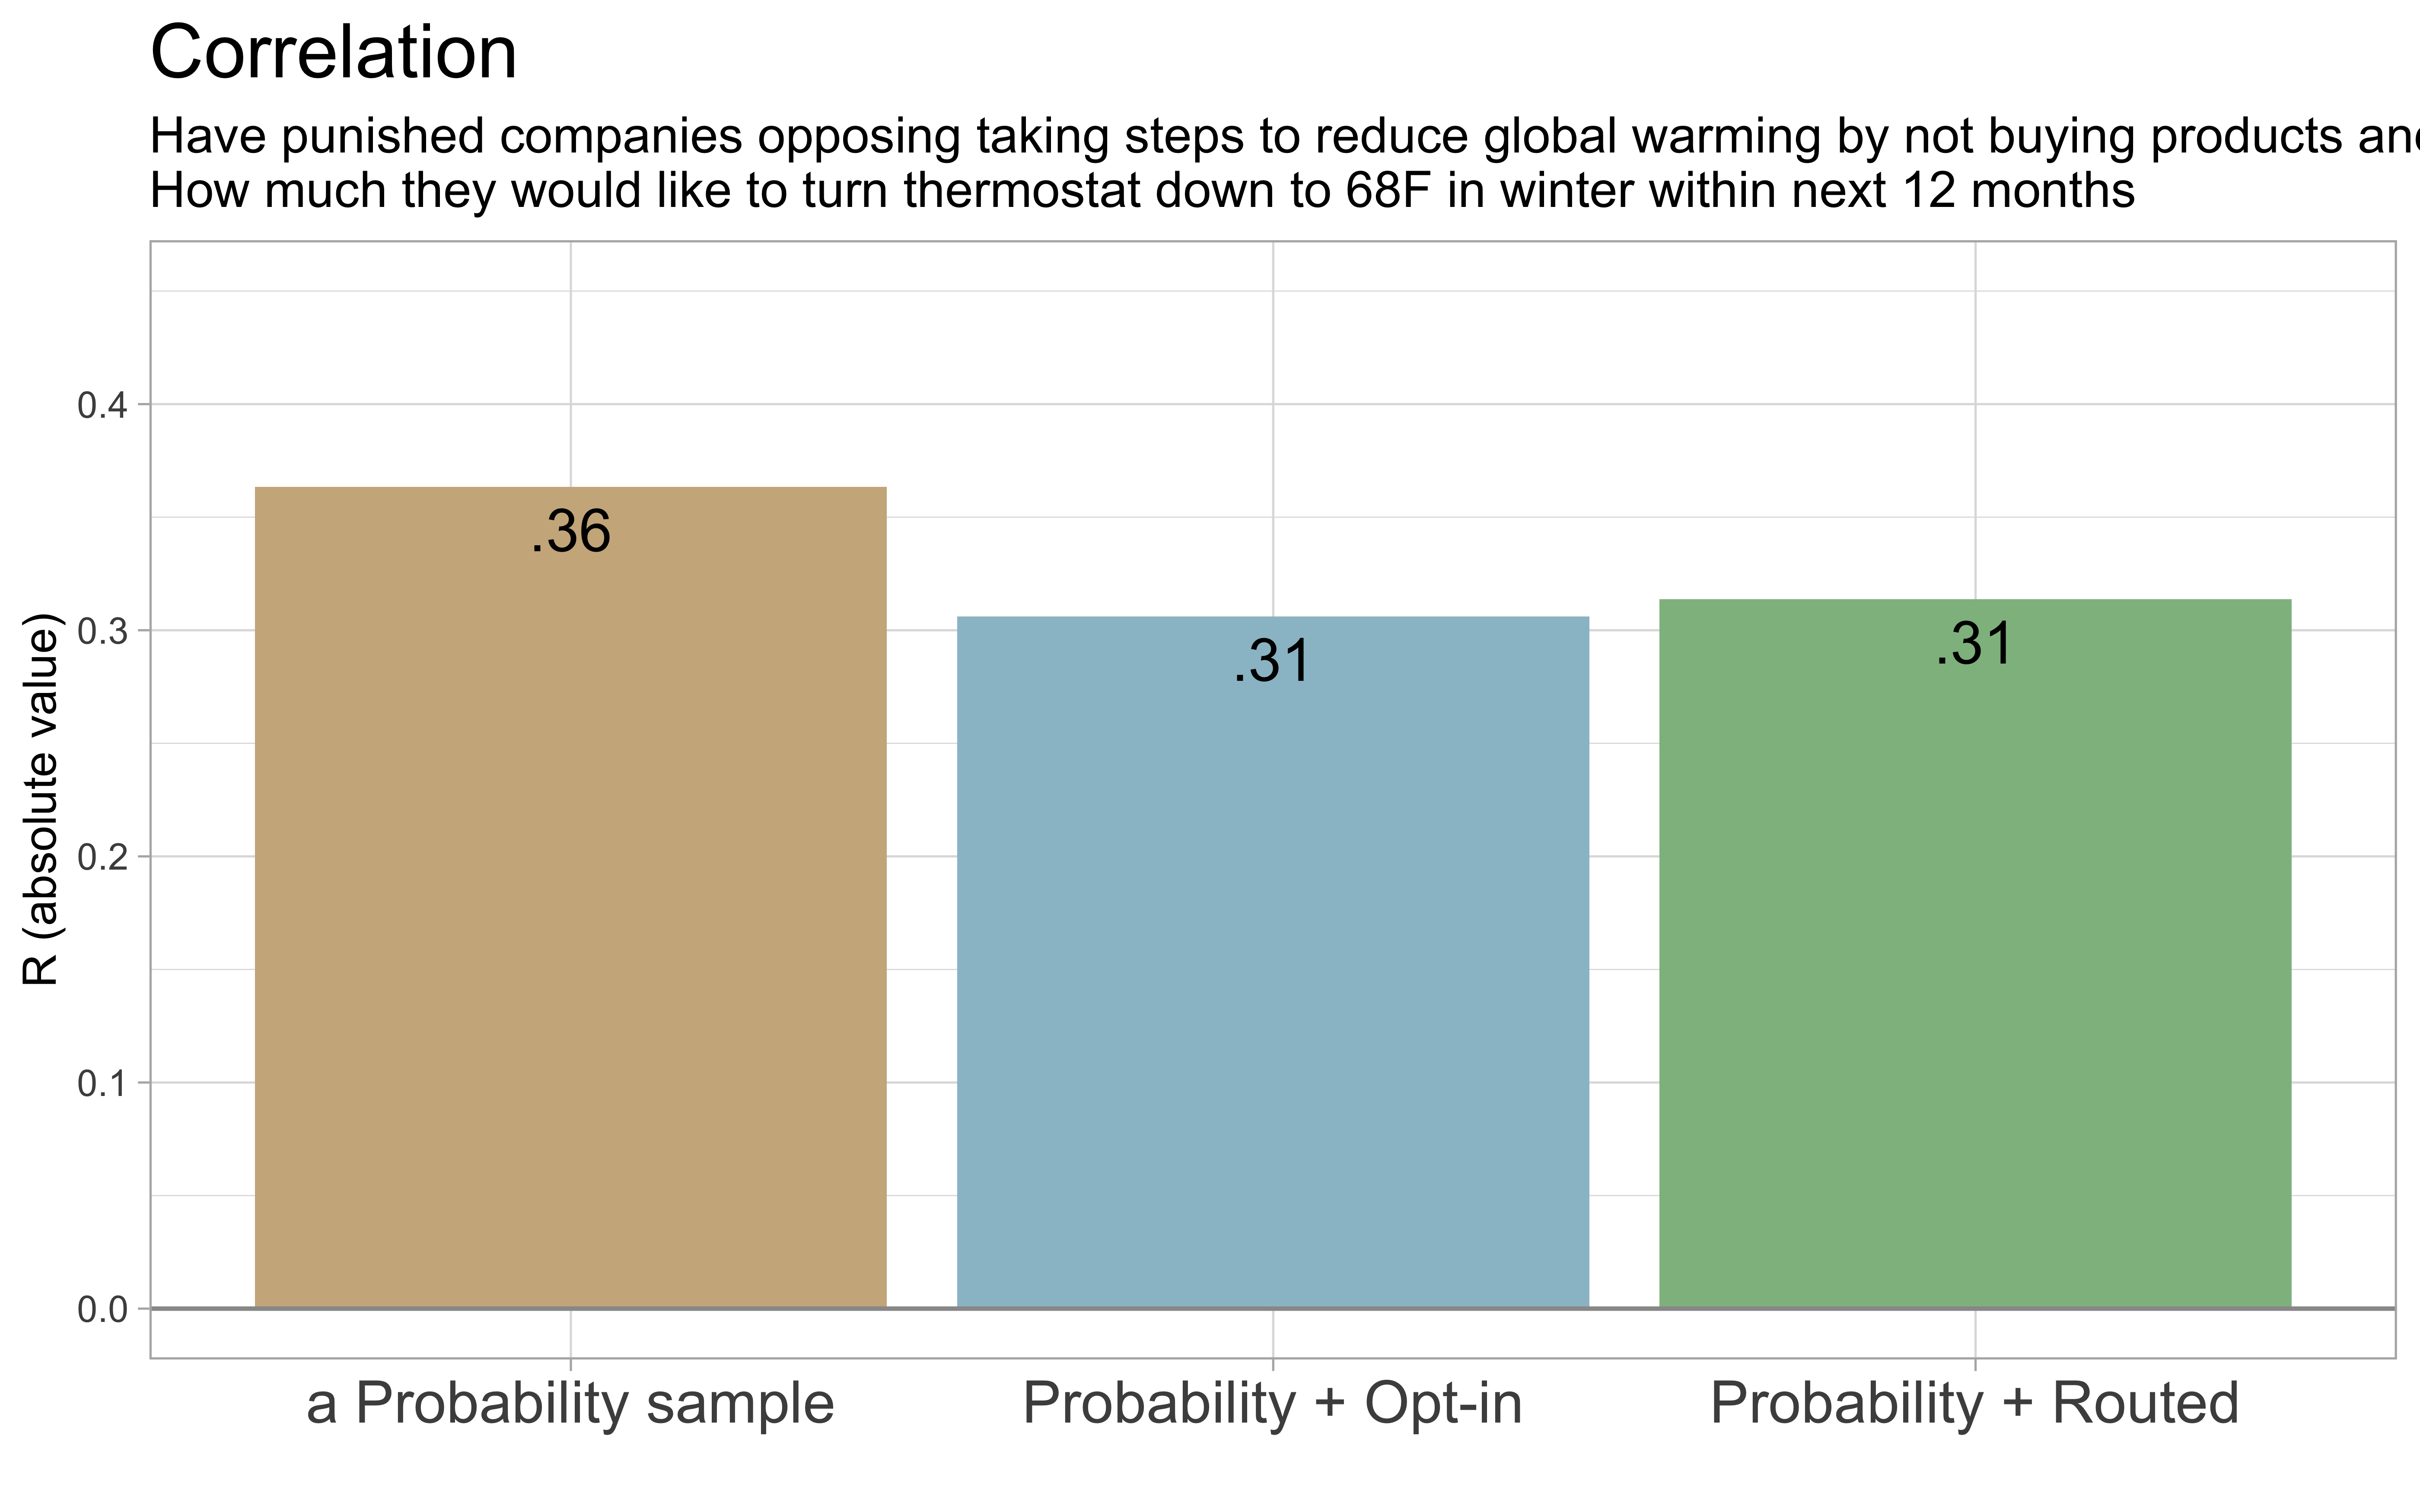 Correlation
Have punished companies opposing taking steps to reduce global warming by not buying products
How much they would like to turn thermostat down to 68F in winter within next 12 months
R (absolute value)
0.4
0.3
0.2
0.1
0.0
.36
.31
.31
a Probability sample
Probability + Opt-in
Probability + Routed